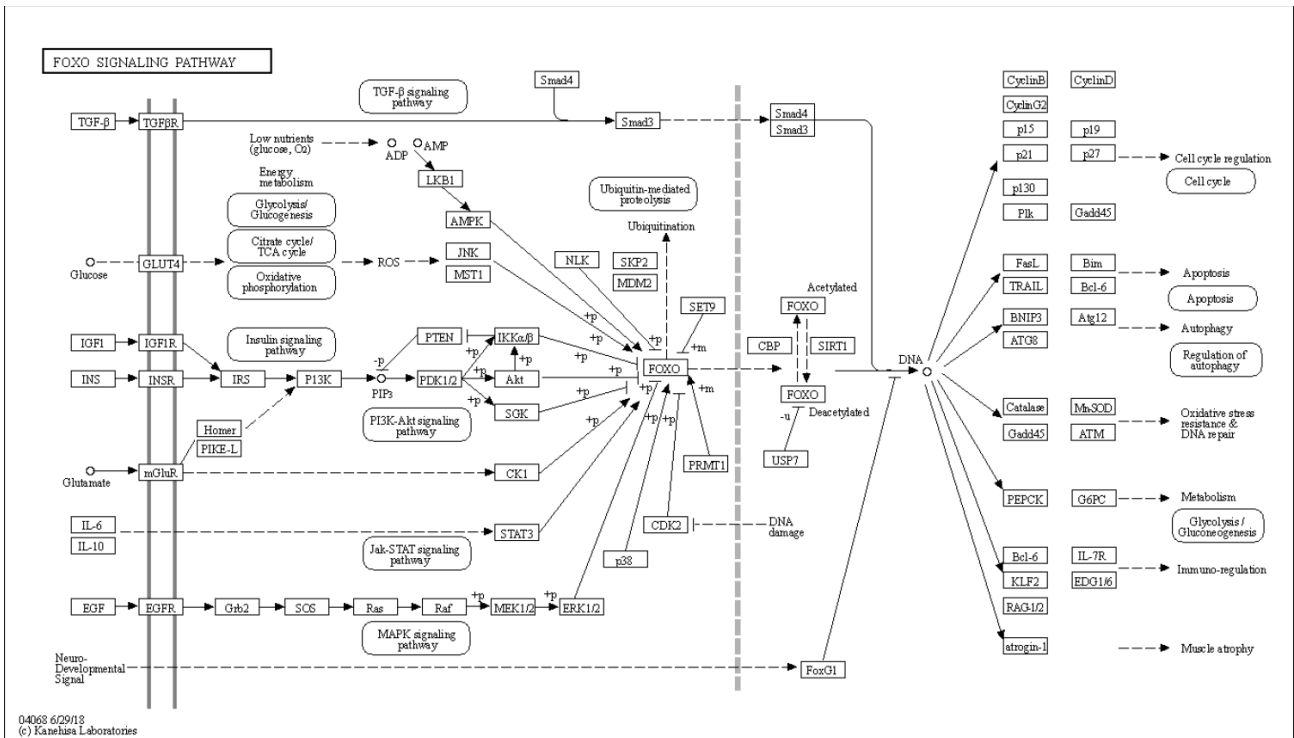 FOXO SIGNALING PATHWAY
TGF-β signaling
pathway
Smad4
CyclinB
CyclinD
CyclinG2
TGF-β
TGFβR
Smad3
Smad4
Smad3
p15
p19
Low nutrients
(glucose, O2)
ADP
AMP
p21
p27
Cell cycle regulation
Cell cycle
Energy
metabolism
LKB1
Ubiquitin-mediated
proteolysis
p130
Glycolysis/
Glucogenesis
AMPK
Ubiquitination
Plk
Gadd45
Citrate cycle/
TCA cycle
JNK
MST1
NLK
SKP2
MDM2
Glucose
GLUT4
ROS
Oxidative
phosphorylation
Acetylated
FOXO
FasL
Bim
Apoptosis
TRAIL
Bcl-6
Apoptosis
SET9
+p
+p
+p
+m
IGF1
IGF1R
Insulin signaling
pathway
PTEN
IKKα/β
CBP
SIRT1
BNIP3
Atg12
Autophagy
ATG8
Regulation of
autophagy
-p
+p
+p
+p
INS
INSR
IRS
P13K
PIP3
PDK1/2
+p
Akt
+p
FOXO
FOXO
DNA
+p
+p
+p
+m
-u
Deacetylated
PI3K-Akt signaling
pathway
SGK
+p
+p
Catalase
Mn-SOD
Oxidative stress
resistance &
DNA repair
Gadd45
ATM
Homer
PIKE-L
Glutamate
mGluR
CK1
PRMT1
USP7
PEPCK
G6PC
Metabolism
Glycolysis /
Gluconeogenesis
IL-6
IL-10
STAT3
CDK2
DNA
damage
Jak-STAT signaling
pathway
p38
Bcl-6
IL-7R
Immuno-regulation
KLF2
EDG1/6
RAG-1/2
EGF
EGFR
Grb2
SOS
Ras
Raf
+p
MEK1/2
+p
ERK1/2
MAPK signaling
pathway
atrogin-1
Muscle atrophy
Neuro-
Developmental
Signal
FoxG1
04068 6/29/18
(c) Kanehisa Laboratories